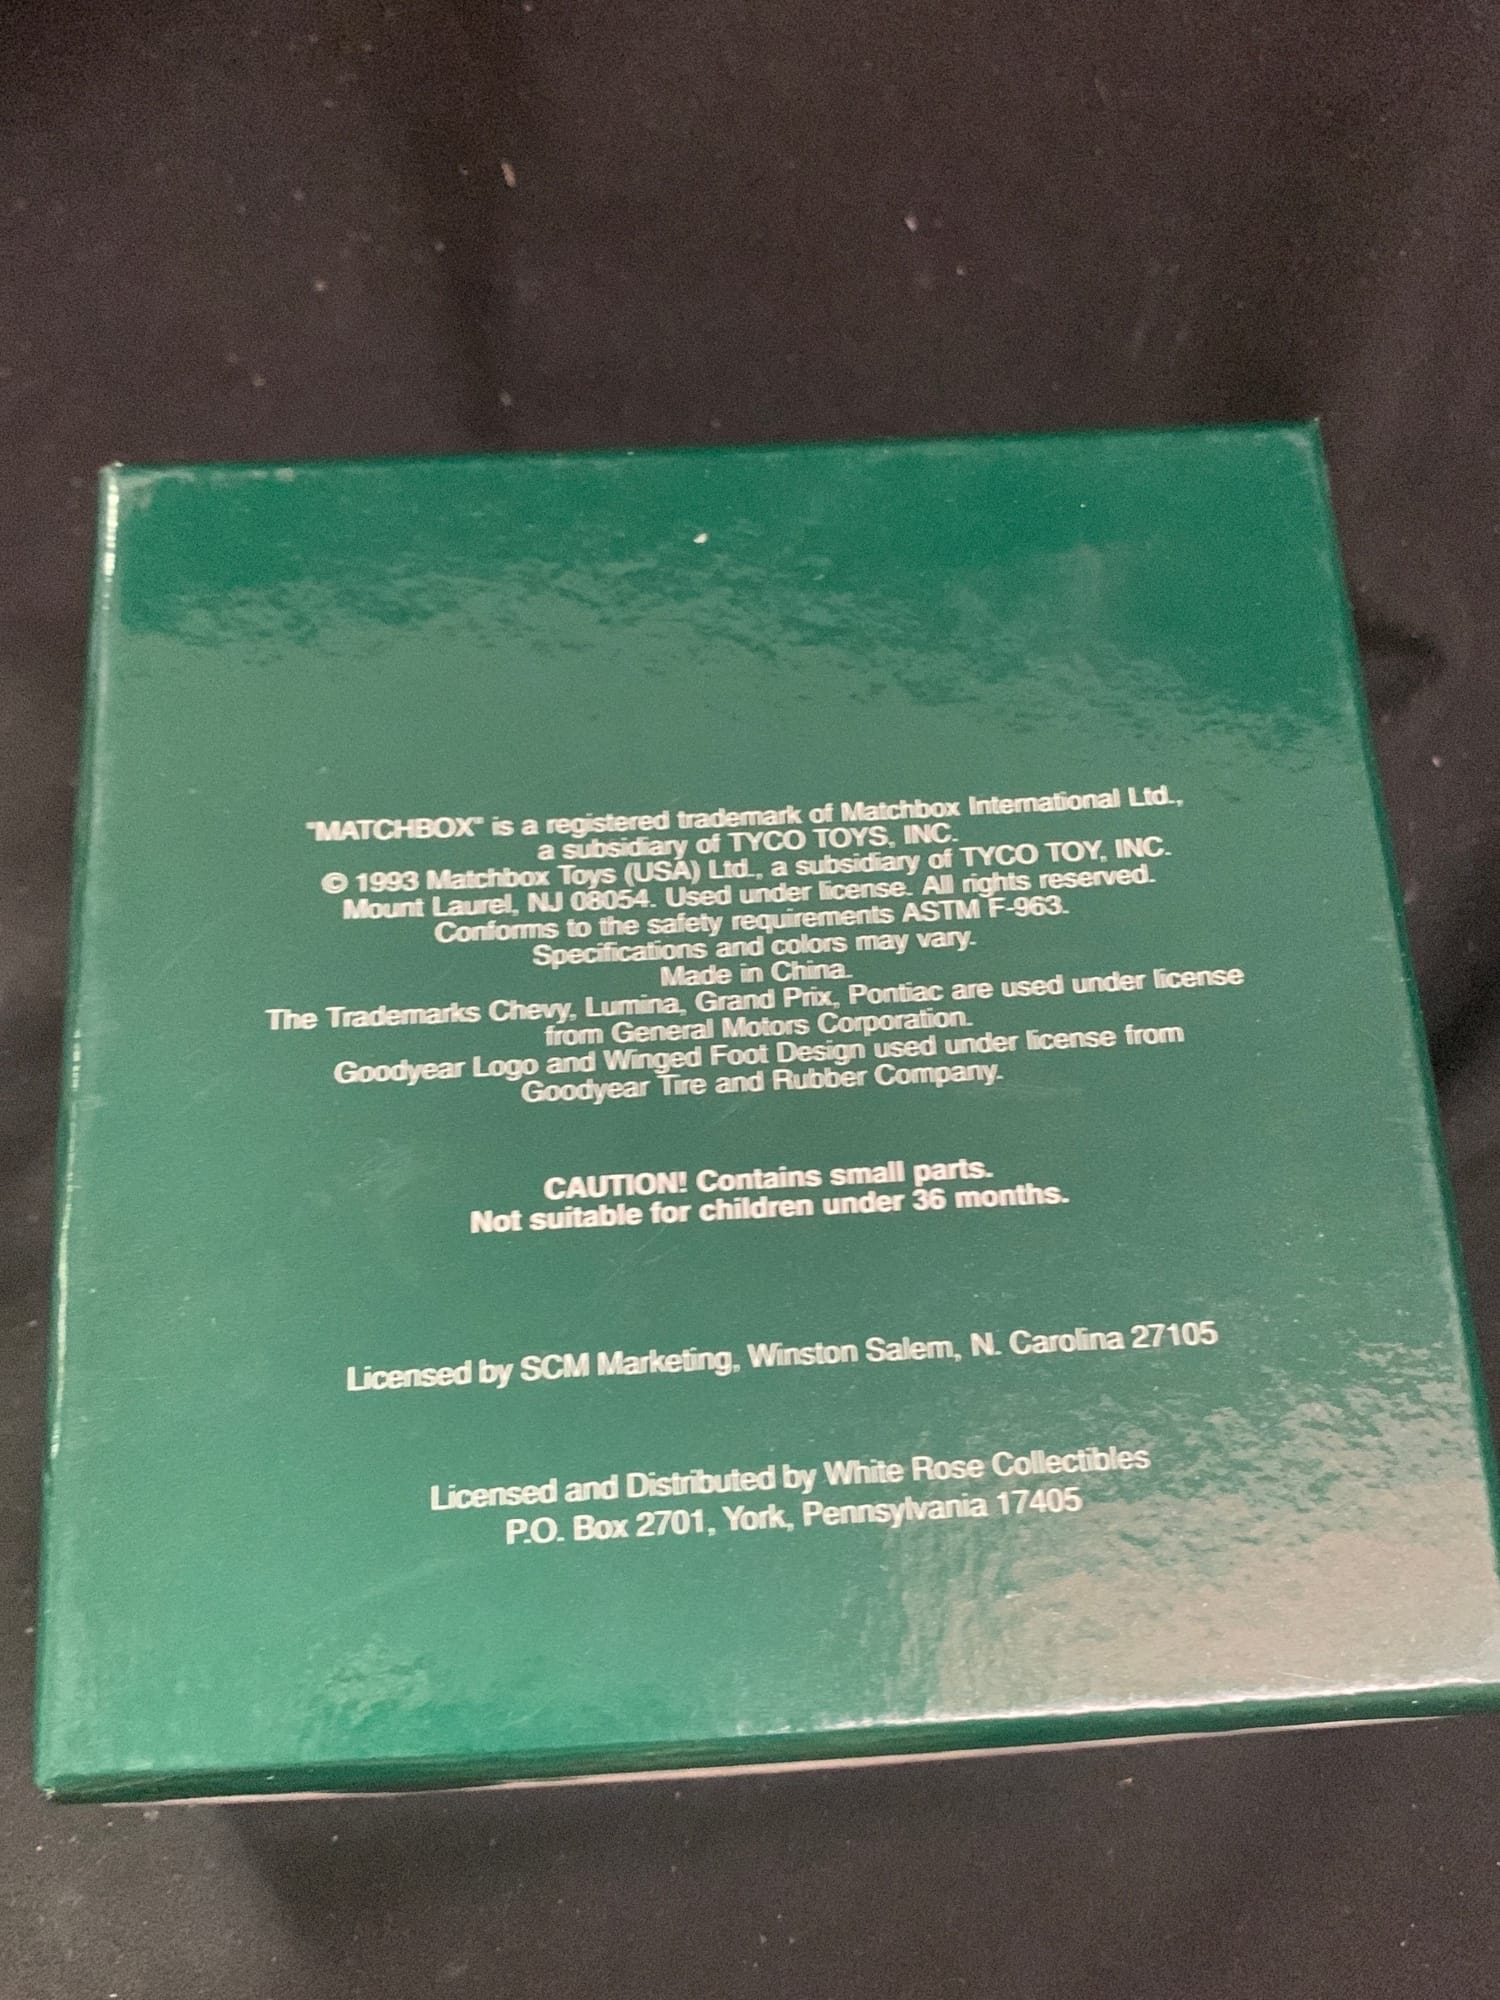 "MATCHBOX" is a registered trademark of Matchbox International Ltd.,
a subsidiary of TYCO TOYS, INC.
© 1993 Matchbox Toys (USA) Ltd., a subsidiary of TYCO TOY, INC.
Mount Laurel, NJ 08054. Used under license. All rights reserved.
Conforms to the safety requirements ASTM F-963.
Specifications and colors may vary.
Made in China.
The Trademarks Chevy, Lumina, Grand Prix, Pontiac are used under license
from General Motors Corporation.
Goodyear Logo and Winged Foot Design used under license from
Goodyear Tire and Rubber Company.
CAUTION! Contains small parts.
Not suitable for children under 36 months.
Licensed by SCM Marketing, Winston Salem, N. Carolina 27105
Licensed and Distributed by White Rose Collectibles
P.O. Box 2701, York, Pennsylvania 17405